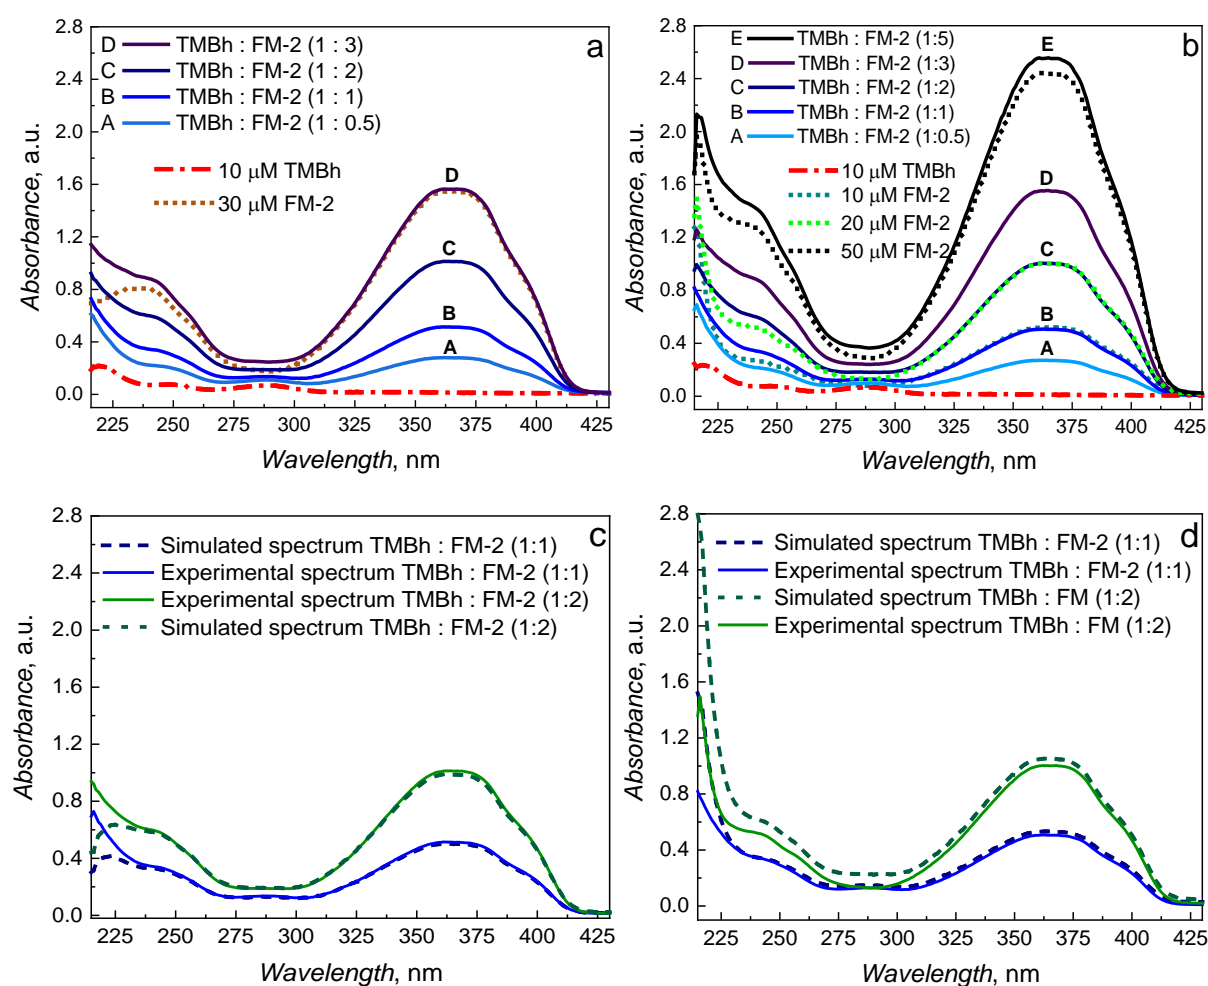 a
D TMBh : FM-2 (1 : 3)
C TMBh : FM-2 (1 : 2)
B TMBh : FM-2 (1 : 1)
A TMBh : FM-2 (1 : 0.5)
10 μM TMBh
30 μM FM-2
D
C
B
A
2.8
2.4
2.0
1.6
1.2
0.8
0.4
0.0
Absorbance, a.u.
225 250 275 300 325 350 375 400 425
Wavelength, nm
b
E TMBh : FM-2 (1:5)
D TMBh : FM-2 (1:3)
C TMBh : FM-2 (1:2)
B TMBh : FM-2 (1:1)
A TMBh : FM-2 (1:0.5)
10 μM TMBh
10 μM FM-2
20 μM FM-2
50 μM FM-2
E
D
C
B
A
2.8
2.4
2.0
1.6
1.2
0.8
0.4
0.0
Absorbance, a.u.
225 250 275 300 325 350 375 400 425
Wavelength, nm
c
Simulated spectrum TMBh : FM-2 (1:1)
Experimental spectrum TMBh : FM-2 (1:1)
Experimental spectrum TMBh : FM-2 (1:2)
Simulated spectrum TMBh : FM-2 (1:2)
2.8
2.4
2.0
1.6
1.2
0.8
0.4
0.0
Absorbance, a.u.
225 250 275 300 325 350 375 400 425
Wavelength, nm
d
Simulated spectrum TMBh : FM-2 (1:1)
Experimental spectrum TMBh : FM-2 (1:1)
Simulated spectrum TMBh : FM (1:2)
Experimental spectrum TMBh : FM (1:2)
2.8
2.4
2.0
1.6
1.2
0.8
0.4
0.0
Absorbance, a.u.
225 250 275 300 325 350 375 400 425
Wavelength, nm